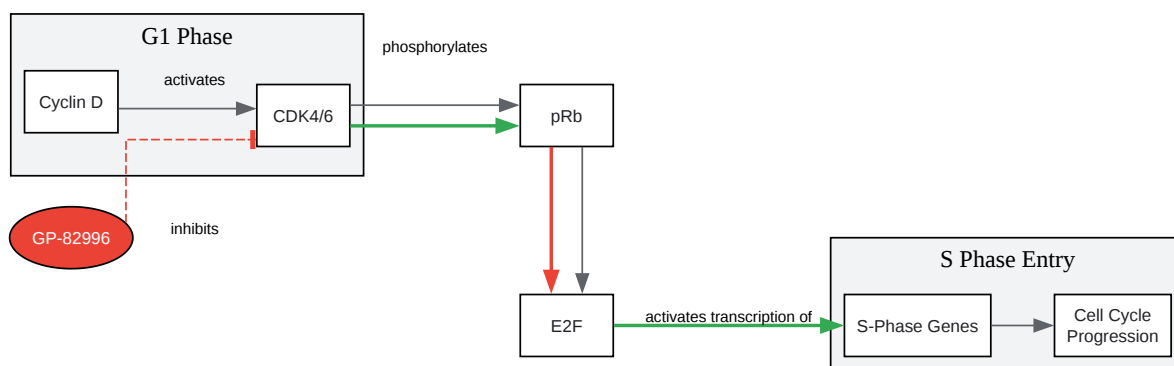 G1 Phase
phosphorylates
activates
Cyclin D
CDK4/6
pRb
GP-82996
inhibits
S Phase Entry
E2F
activates transcription of
S-Phase Genes
Cell Cycle
Progression